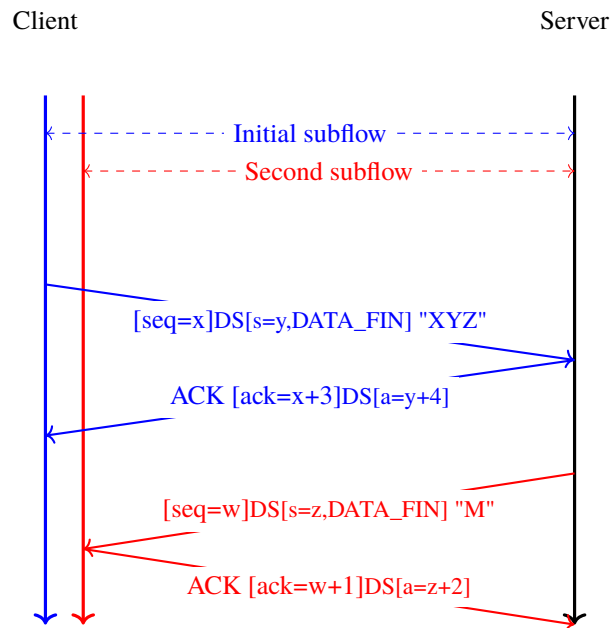 Client Server
Initial subflow
Second subflow
[seq=x]DS[s=y,DATA_FIN] "XYZ"
ACK [ack=x+3]DS[a=y+4]
[seq=w]DS[s=z,DATA_FIN] "M"
ACK [ack=w+1]DS[a=z+2]